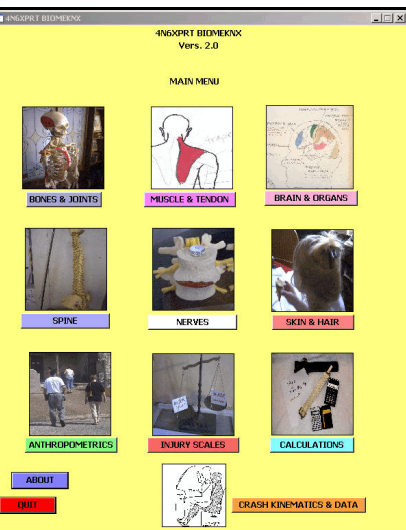 4N6XPRT BIOMEKNX
4N6XPRT BIOMEKNX
Vers. 2.0
MAIN MENU
BONES & JOINTS
MUSCLE & TENDON
BRAIN & ORGANS
SPINE
NERVES
SKIN & HAIR
ANTHROPOMETRICS
INJURY SCALES
CALCULATIONS
ABOUT
QUIT
CRASH KINEMATICS & DATA